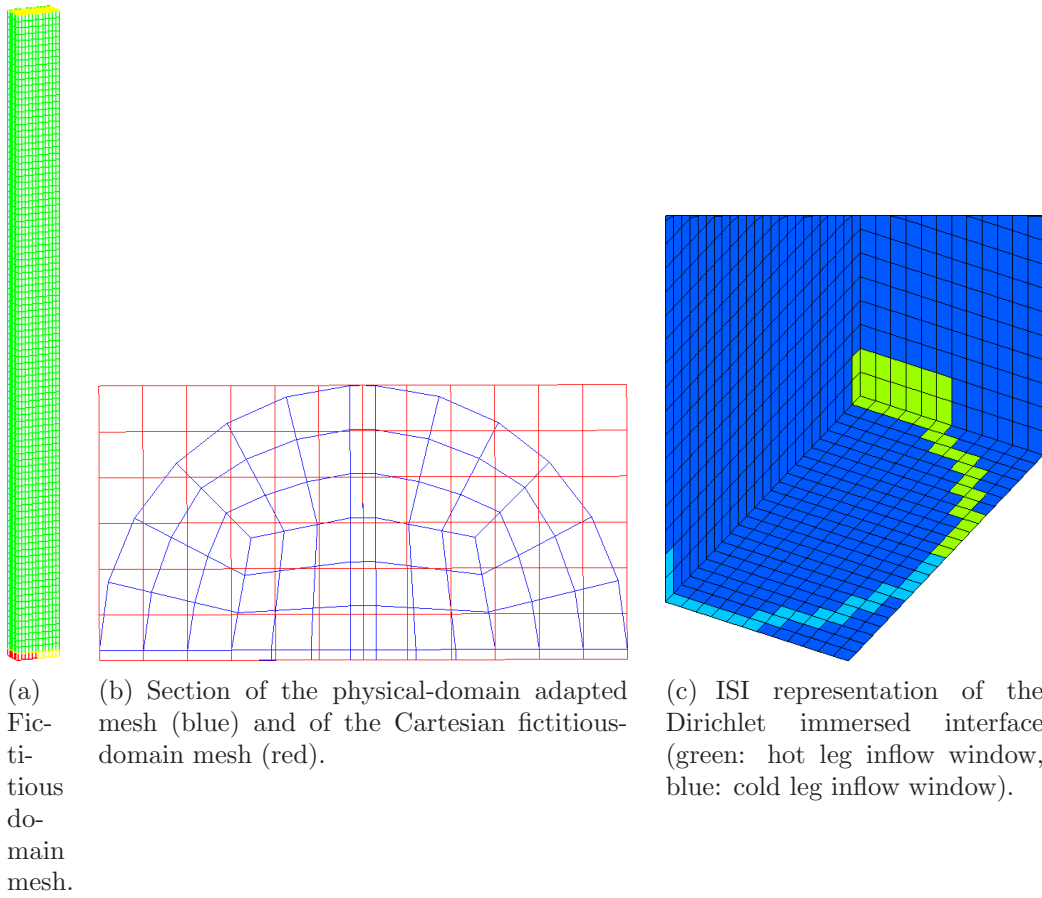 (a)
Fic-
ti-
tious
do-
main
mesh.
(b) Section of the physical-domain adapted
mesh (blue) and of the Cartesian fictitious-
domain mesh (red).
(c) ISI representation of the
Dirichlet immersed interface
(green: hot leg inflow window,
blue: cold leg inflow window).